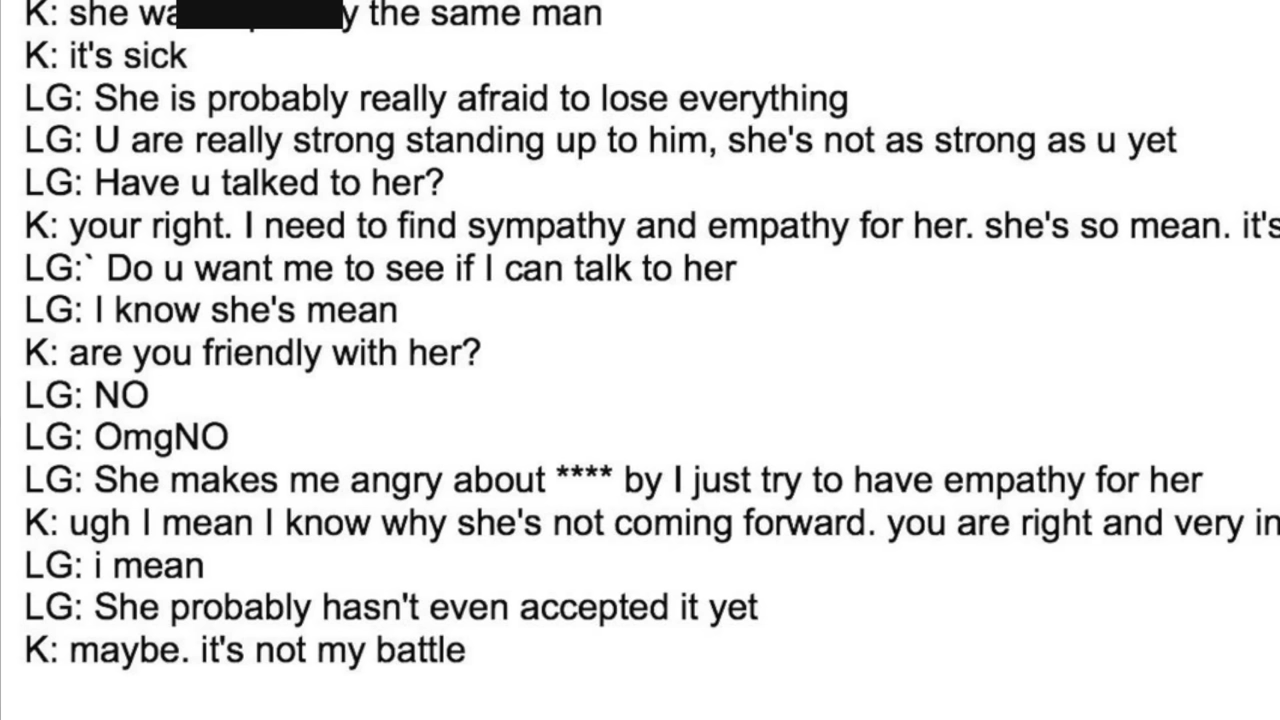 K: she wa y the same man
K: it's sick
LG: She is probably really afraid to lose everything
LG: U are really strong standing up to him, she's not as strong as u yet
LG: Have u talked to her?
K: your right. I need to find sympathy and empathy for her. she's so mean. it's
LG:` Do u want me to see if I can talk to her
LG: I know she's mean
K: are you friendly with her?
LG: NO
LG: OmgNO
LG: She makes me angry about **** by I just try to have empathy for her
K: ugh I mean I know why she's not coming forward. you are right and very in
LG: i mean
LG: She probably hasn't even accepted it yet
K: maybe. it's not my battle